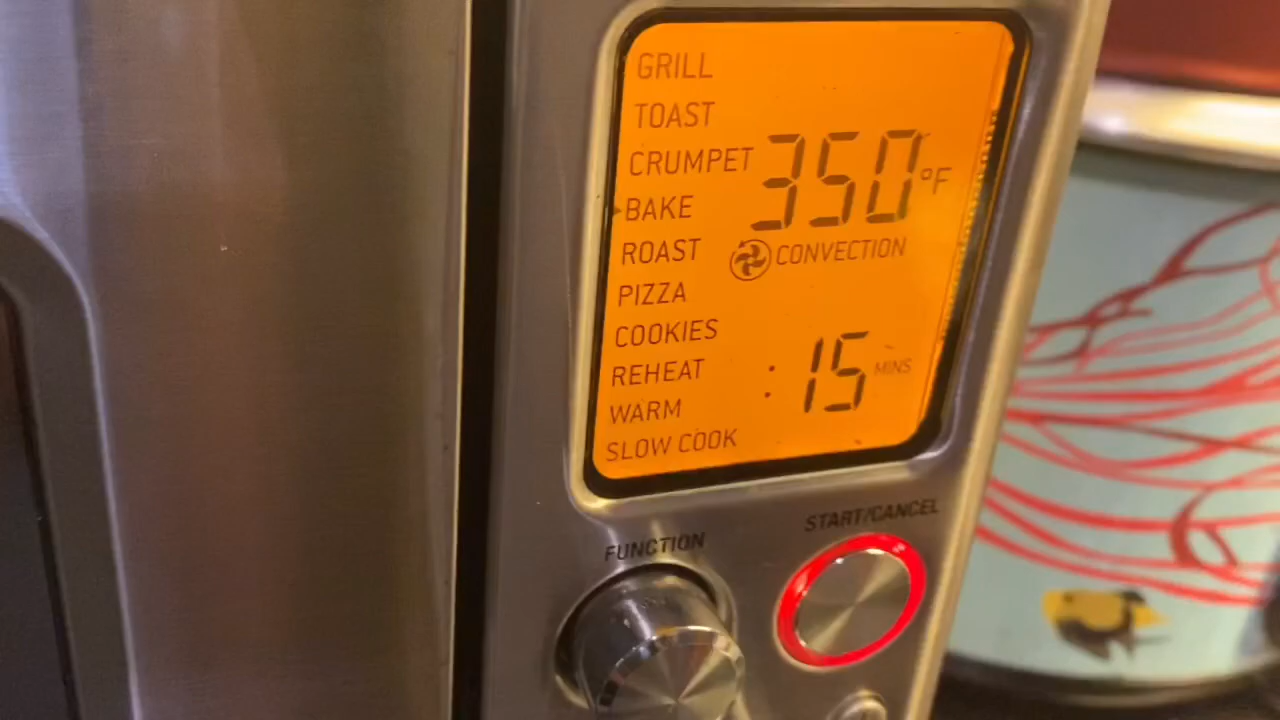 GRILL
TOAST
CRUMPET
350°F
BAKE
ROAST
CONVECTION
PIZZA
COOKIES
REHEAT
:15 MINS
WARM
SLOW COOK
START/CANCEL
FUNCTION